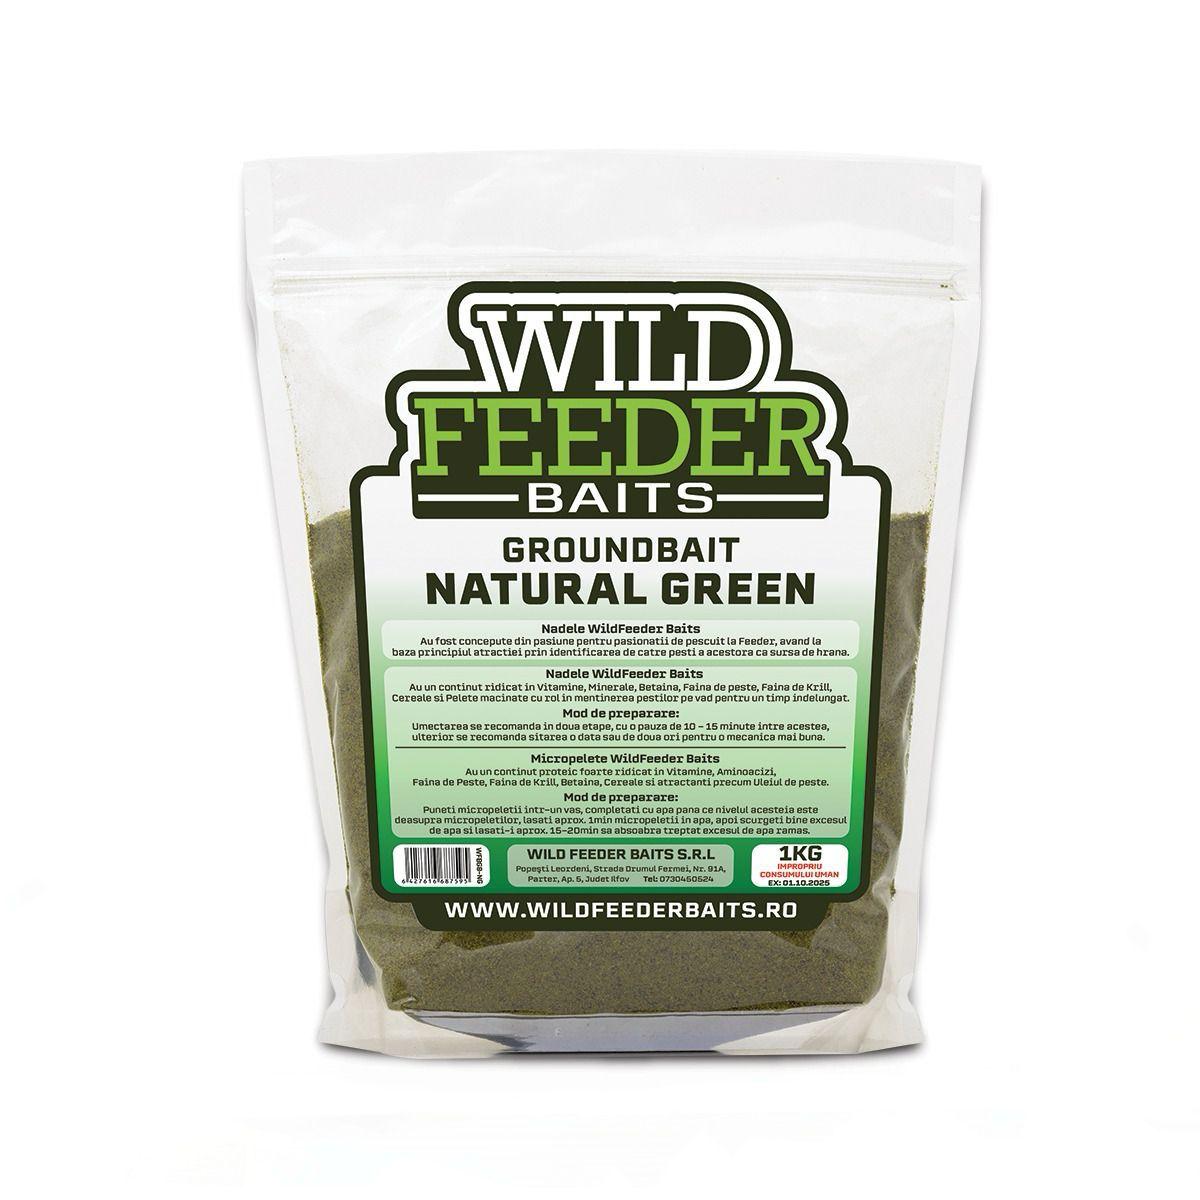 WILD
FEEDER
BAITS
GROUNDBAIT
NATURAL GREEN
Nadele WildFeeder Baits
Au fost concepute din pasiune pentru pasionatii de pescuit la Feeder, avand la
baza principiul atractiei prin identificarea de catre pesti a acestora ca sursa de hrana.
Nadele WildFeeder Baits
Au un continut ridicat in Vitamine, Minerale, Betaina, Faina de peste, Faina de Krill,
Cereale si Pelete macinate cu rol in mentinerea pestilor pe vad pentru un timp indelungat.
Mod de preparare:
Umectarea se recomanda in doua etape, cu o pauza de 10 - 15 minute intre acestea,
ulterior se recomanda sitarea o data sau de doua ori pentru o mecanica mai buna.
Micropelete WildFeeder Baits
Au un continut proteic foarte ridicat in Vitamine, Aminoacizi,
Faina de Peste, Faina de Krill, Betaina, Cereale si atractanti precum Uleiul de peste.
Mod de preparare:
Puneti micropeletii intr-un vas, completati cu apa pana ce nivelul acesteia este
deasupra micropeletilor, lasati aprox. 1min micropeletii in apa, apoi scurgeti bine excesul
de apa si lasati-i aprox. 15-20min sa absoarba treptat excesul de apa ramas.
6 427616 687595
WFBGB-NG
WILD FEEDER BAITS S.R.L
Popești Leordeni, Strada Drumul Fermei, Nr. 91A,
Parter, Ap. 5, Judet Ilfov Tel: 0730450524
1KG
IMPROPRIU
CONSUMULUI UMAN
EX: 01.10.2025
WWW.WILDFEEDERBAITS.RO